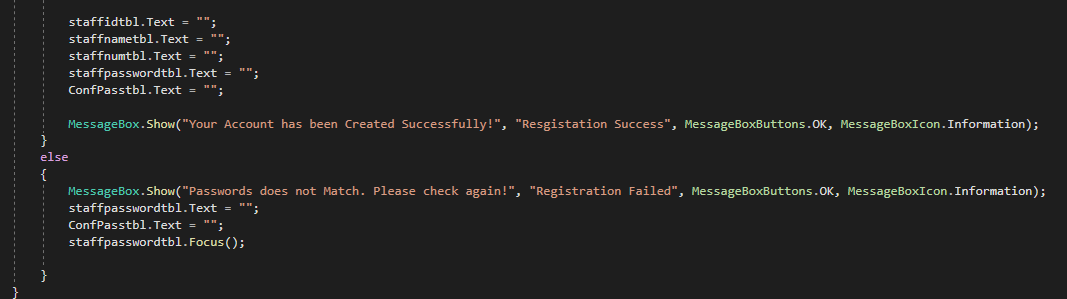 staffidtbl.Text = "";
staffnametbl.Text = "";
staffnumtbl.Text = "";
staffpasswordtbl.Text = "";
ConfPasstbl.Text = "";
MessageBox.Show("Your Account has been Created Successfully!", "Resgistation Success", MessageBoxButtons.OK, MessageBoxIcon.Information);
}
else
{
MessageBox.Show("Passwords does not Match. Please check again!", "Registration Failed", MessageBoxButtons.OK, MessageBoxIcon.Information);
staffpasswordtbl.Text = "";
ConfPasstbl.Text = "";
staffpasswordtbl.Focus();
}
}